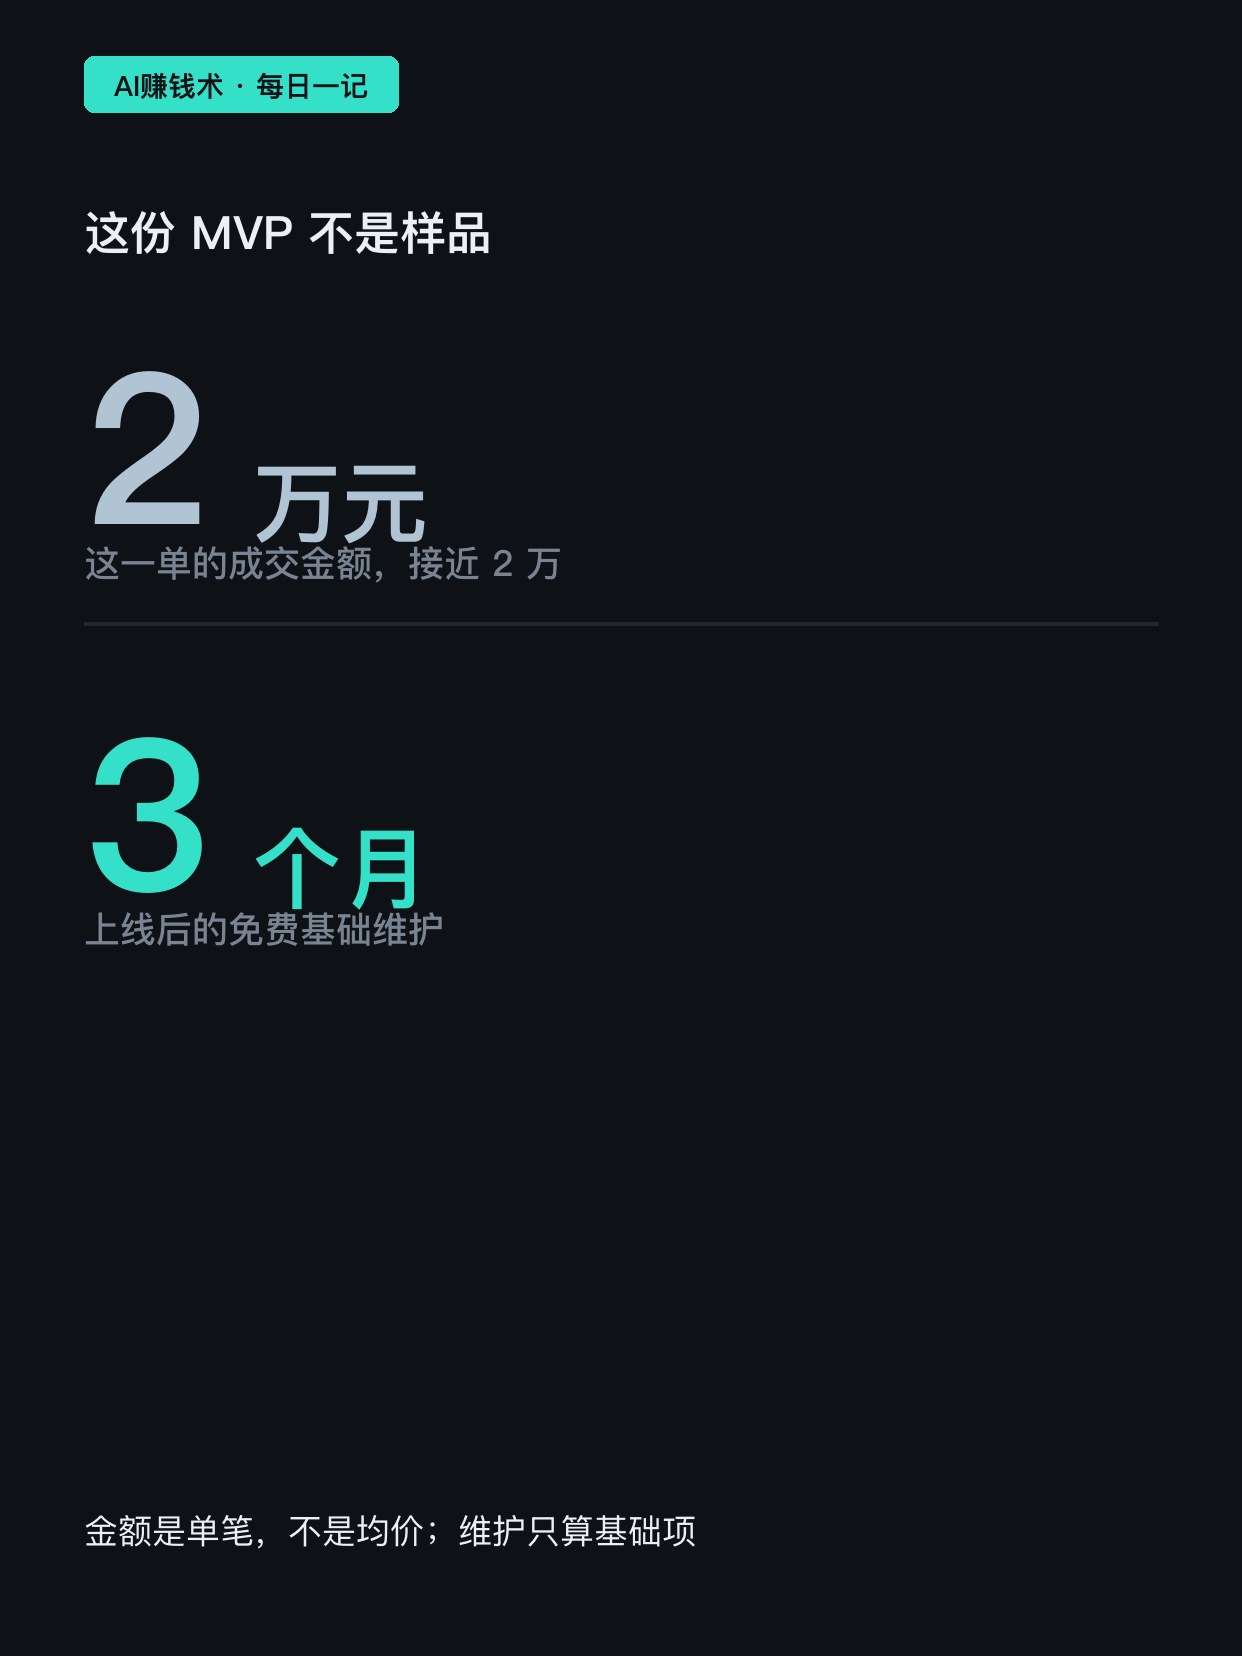 AI赚钱术 · 每日一记
这份 MVP 不是样品
2 万元
这一单的成交金额，接近 2 万
3 个月
上线后的免费基础维护
金额是单笔，不是均价；维护只算基础项